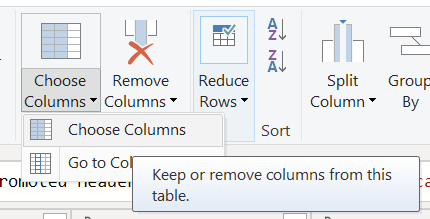 Choose Columns
Remove Columns
Reduce Rows
A
Z
Z
A
Split Column
Group By
Sort
Choose Columns
Go to Col
Keep or remove columns from this
table.
romoted Header